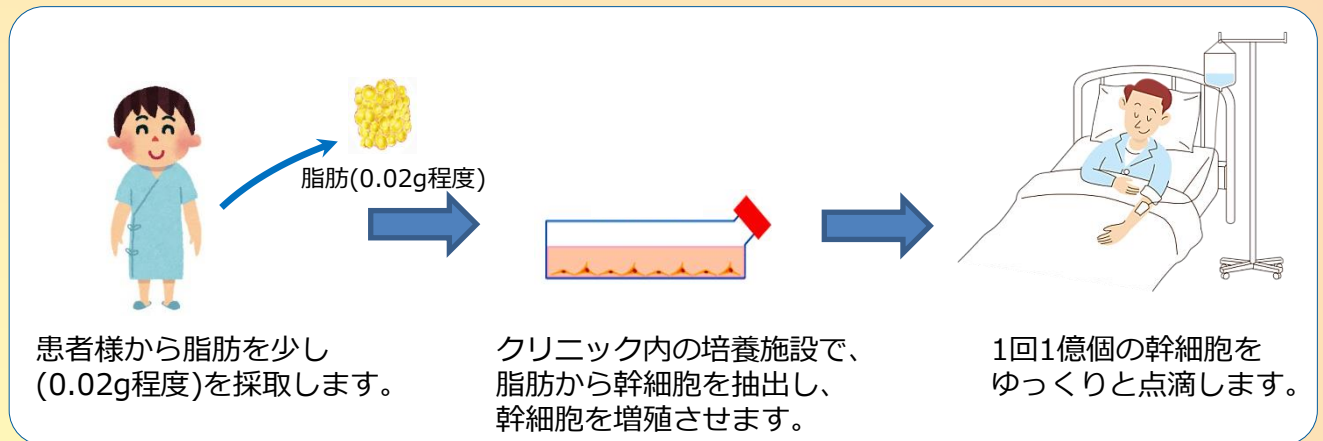 脂肪(0.02g程度)
患者様から脂肪を少し
(0.02g程度)を採取します。
クリニック内の培養施設で、
脂肪から幹細胞を抽出し、
幹細胞を増殖させます。
1回1億個の幹細胞を
ゆっくりと点滴します。